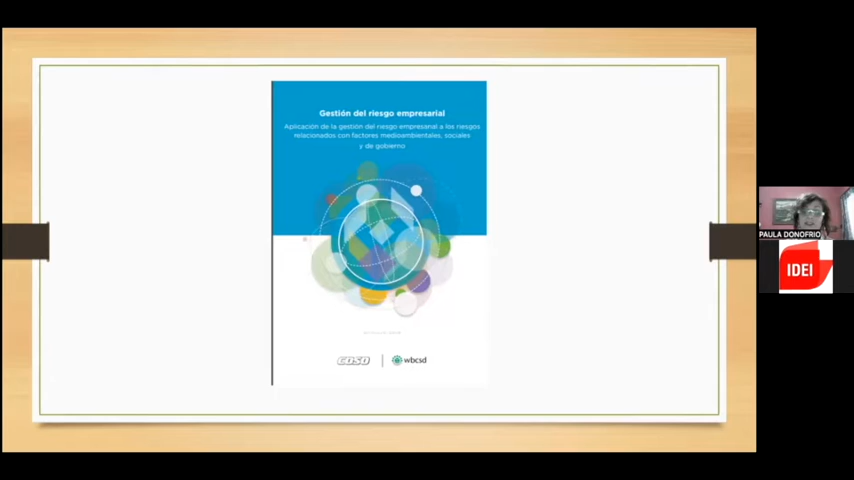 Gestión del riesgo empresarial
Aplicación de la gestión del riesgo empresarial a los riesgos
relacionados con factores medioambientales, sociales
y de gobierno
COSO
wbcsd
PAULA DONOFRIO
IDEI